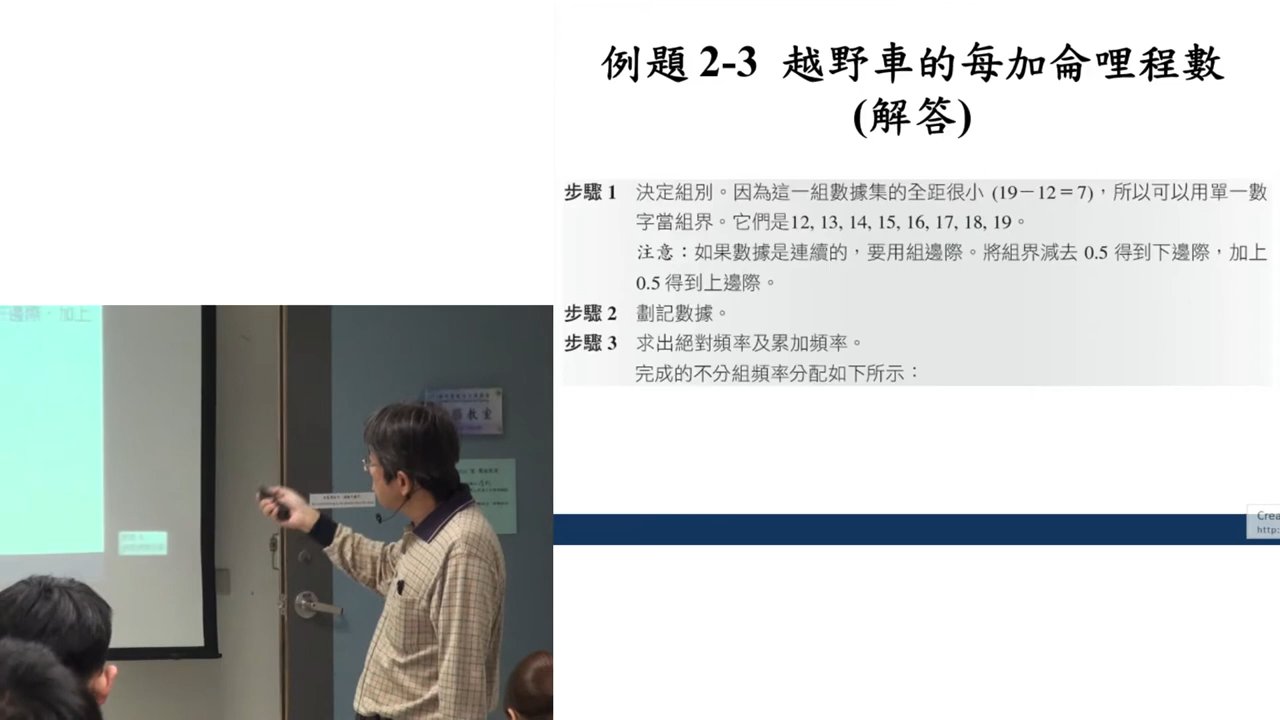 例題 2-3 越野車的每加侖哩程數
(解答)
步驟 1 決定組別。因為這一組數據集的全距很小 (19－12＝7)，所以可以用單一數
字當組界。它們是12, 13, 14, 15, 16, 17, 18, 19。
注意：如果數據是連續的，要用組邊際。將組界減去 0.5 得到下邊際，加上
0.5 得到上邊際。
步驟 2 劃記數據。
步驟 3 求出絕對頻率及累加頻率。
完成的不分組頻率分配如下所示：
Crea
http:
邊際，加上
教室